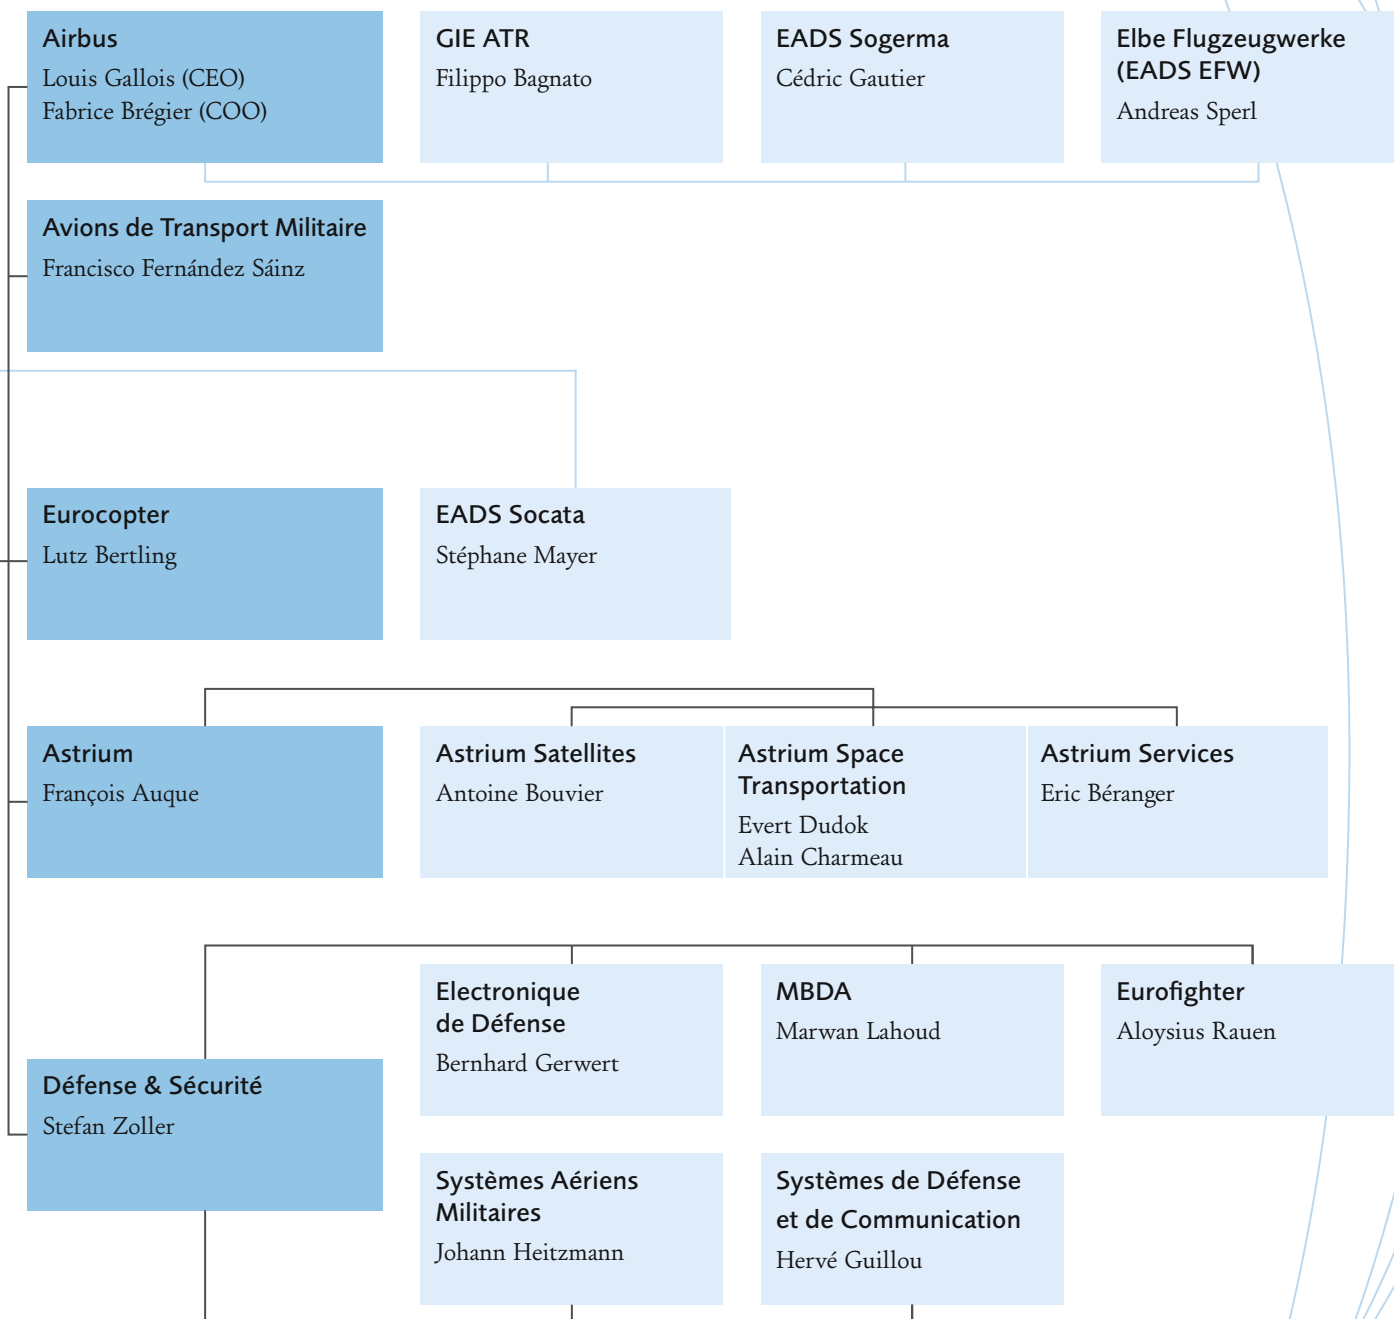 Airbus
Louis Gallois (CEO)
Fabrice Brégier (COO)
GIE ATR
Filippo Bagnato
EADS Sogerma
Cédric Gautier
Elbe Flugzeugwerke
(EADS EFW)
Andreas Sperl
Avions de Transport Militaire
Francisco Fernández Sáinz
Eurocopter
Lutz Bertling
EADS Socata
Stéphane Mayer
Astrium
François Auque
Astrium Satellites
Antoine Bouvier
Astrium Space
Transportation
Evert Dudok
Alain Charmeau
Astrium Services
Eric Béranger
Electronique
de Défense
Bernhard Gerwert
MBDA
Marwan Lahoud
Eurofighter
Aloysius Rauen
Défense & Sécurité
Stefan Zoller
Systèmes Aériens
Militaires
Johann Heitzmann
Systèmes de Défense
et de Communication
Hervé Guillou